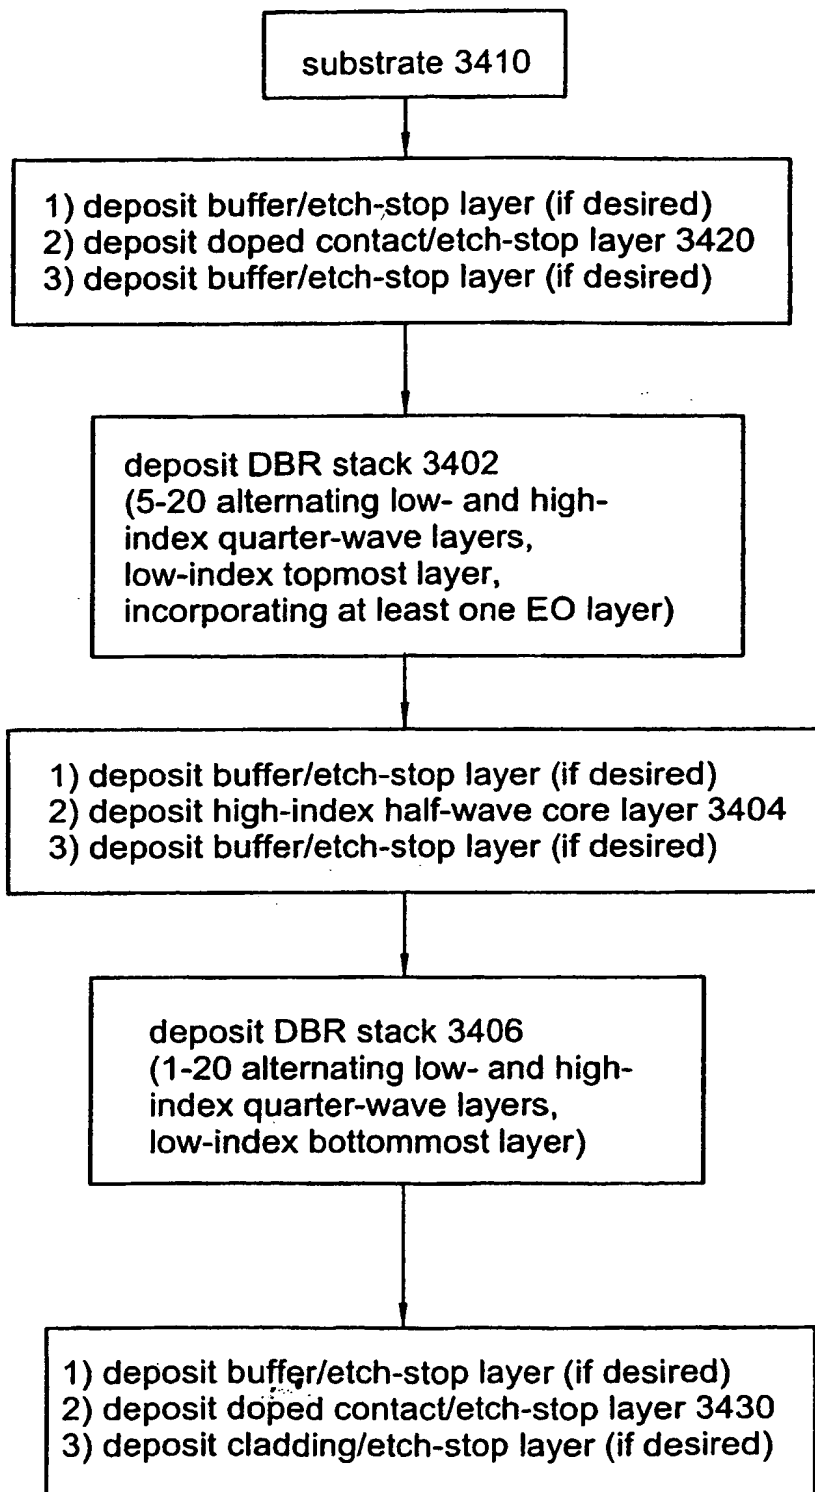 substrate 3410
1) deposit buffer/etch-stop layer (if desired)
2) deposit doped contact/etch-stop layer 3420
3) deposit buffer/etch-stop layer (if desired)
deposit DBR stack 3402
(5-20 alternating low- and high-
index quarter-wave layers,
low-index topmost layer,
incorporating at least one EO layer)
1) deposit buffer/etch-stop layer (if desired)
2) deposit high-index half-wave core layer 3404
3) deposit buffer/etch-stop layer (if desired)
deposit DBR stack 3406
(1-20 alternating low- and high-
index quarter-wave layers,
low-index bottommost layer)
1) deposit buffer/etch-stop layer (if desired)
2) deposit doped contact/etch-stop layer 3430
3) deposit cladding/etch-stop layer (if desired)